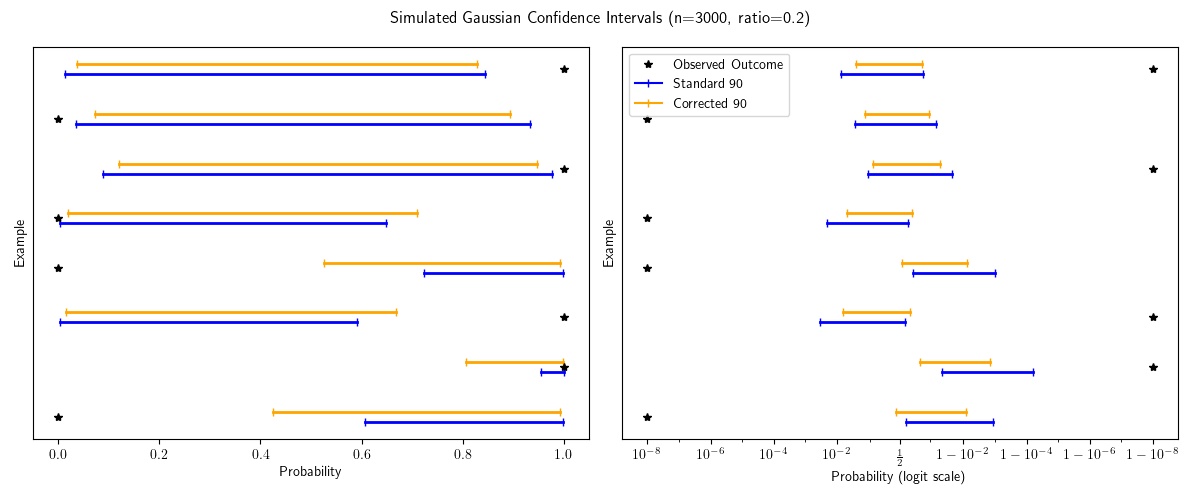 Simulated Gaussian Confidence Intervals (n=3000, ratio=0.2)
Example
0.0 0.2 0.4 0.6 0.8 1.0
Probability
Observed Outcome
Standard 90
Corrected 90
Example
10⁻⁸ 10⁻⁶ 10⁻⁴ 10⁻² 1/2 1 − 10⁻² 1 − 10⁻⁴ 1 − 10⁻⁶ 1 − 10⁻⁸
Probability (logit scale)